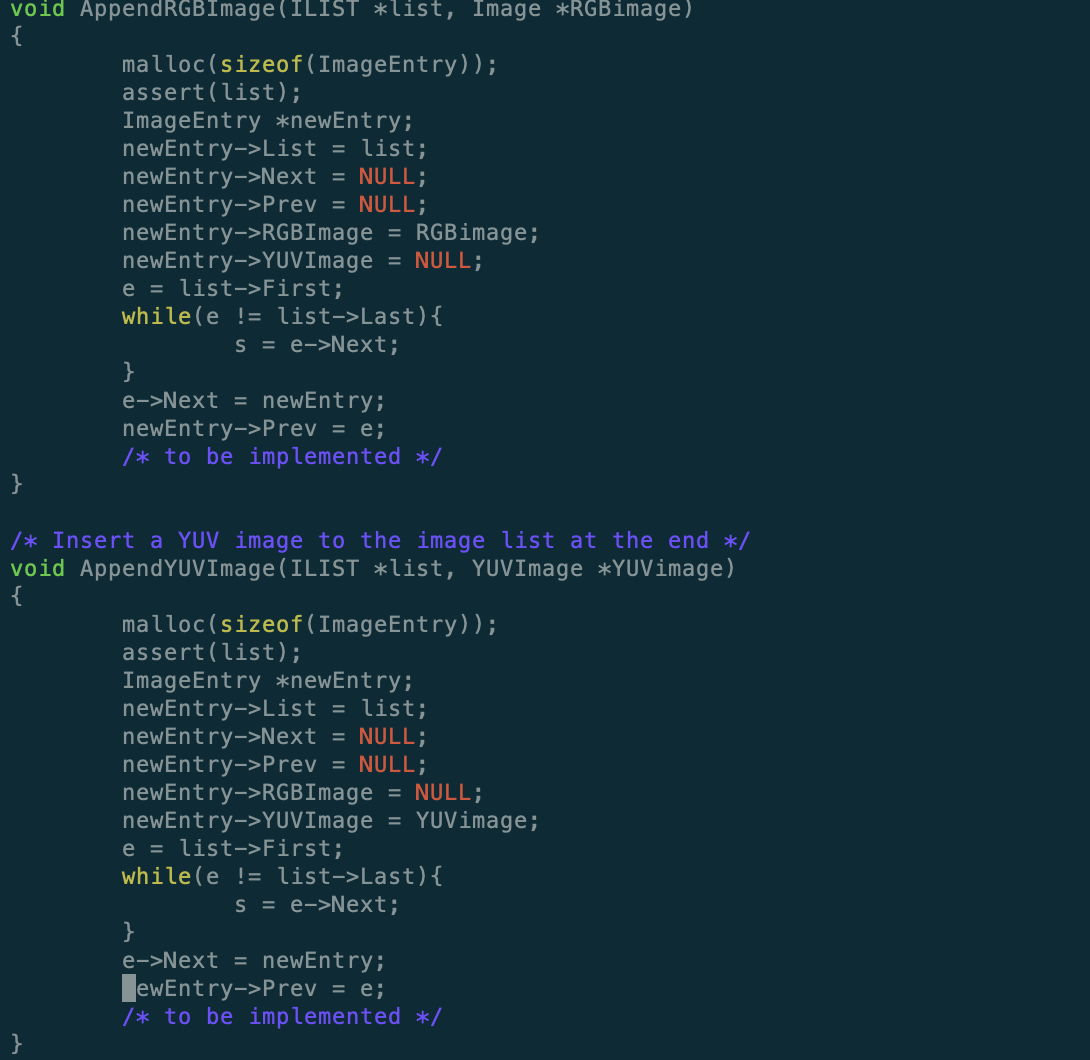 void AppendRGBImage(ILIST *list, Image *RGBimage)
{
        malloc(sizeof(ImageEntry));
        assert(list);
        ImageEntry *newEntry;
        newEntry->List = list;
        newEntry->Next = NULL;
        newEntry->Prev = NULL;
        newEntry->RGBImage = RGBimage;
        newEntry->YUVImage = NULL;
        e = list->First;
        while(e != list->Last){
                s = e->Next;
        }
        e->Next = newEntry;
        newEntry->Prev = e;
        /* to be implemented */
}

/* Insert a YUV image to the image list at the end */
void AppendYUVImage(ILIST *list, YUVImage *YUVimage)
{
        malloc(sizeof(ImageEntry));
        assert(list);
        ImageEntry *newEntry;
        newEntry->List = list;
        newEntry->Next = NULL;
        newEntry->Prev = NULL;
        newEntry->RGBImage = NULL;
        newEntry->YUVImage = YUVimage;
        e = list->First;
        while(e != list->Last){
                s = e->Next;
        }
        e->Next = newEntry;
        ewEntry->Prev = e;
        /* to be implemented */
}